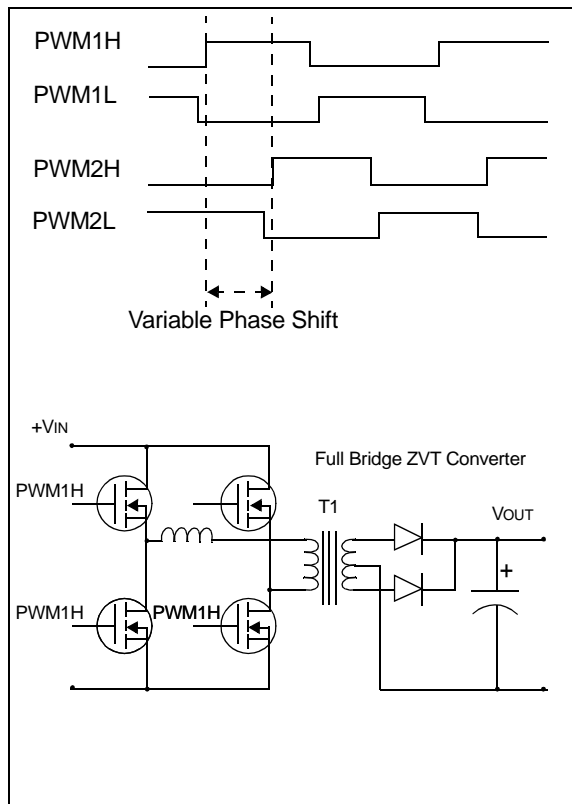 PWM1H
PWM1L
PWM2H
PWM2L
Variable Phase Shift
+VIN
Full Bridge ZVT Converter
PWM1H
T1
VOUT
+
PWM1H
PWM1H